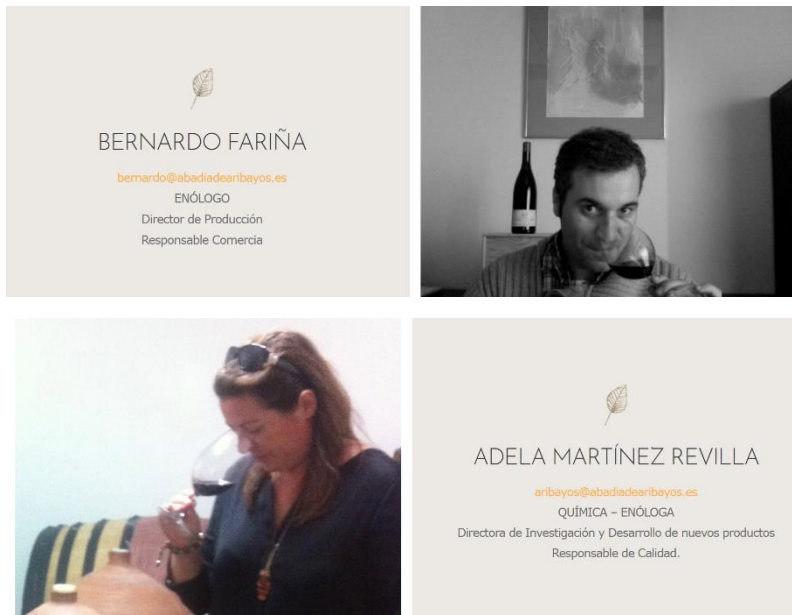 BERNARDO FARIÑA
bernardo@abadiadearibayos.es
ENÓLOGO
Director de Producción
Responsable Comercia
ADELA MARTÍNEZ REVILLA
aribayos@abadiadearibayos.es
QUÍMICA – ENÓLOGA
Directora de Investigación y Desarrollo de nuevos productos
Responsable de Calidad.